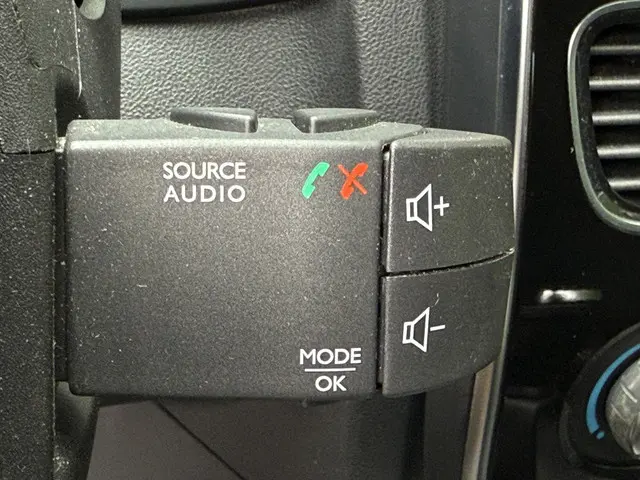 SOURCE
AUDIO
+
-
MODE
OK